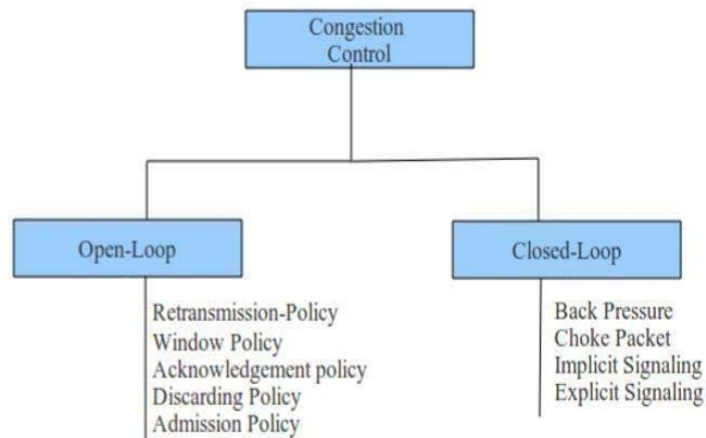 Congestion
Control
Open-Loop
Closed-Loop
Retransmission-Policy
Window Policy
Acknowledgement policy
Discarding Policy
Admission Policy
Back Pressure
Choke Packet
Implicit Signaling
Explicit Signaling